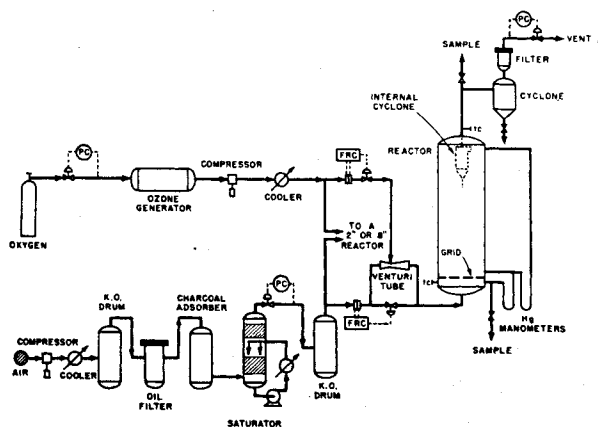 PC
VENT
SAMPLE
FILTER
INTERNAL
CYCLONE
CYCLONE
TC
REACTOR
PC
COMPRESSOR
FRC
OZONE
GENERATOR
COOLER
OXYGEN
TO A
2" OR 8"
REACTOR
GRID
VENTURI
TUBE
TC
K.O.
DRUM
CHARCOAL
ADSORBER
PC
Hg
MANOMETERS
COMPRESSOR
FRC
SAMPLE
AIR
COOLER
OIL
FILTER
K.O.
DRUM
SATURATOR